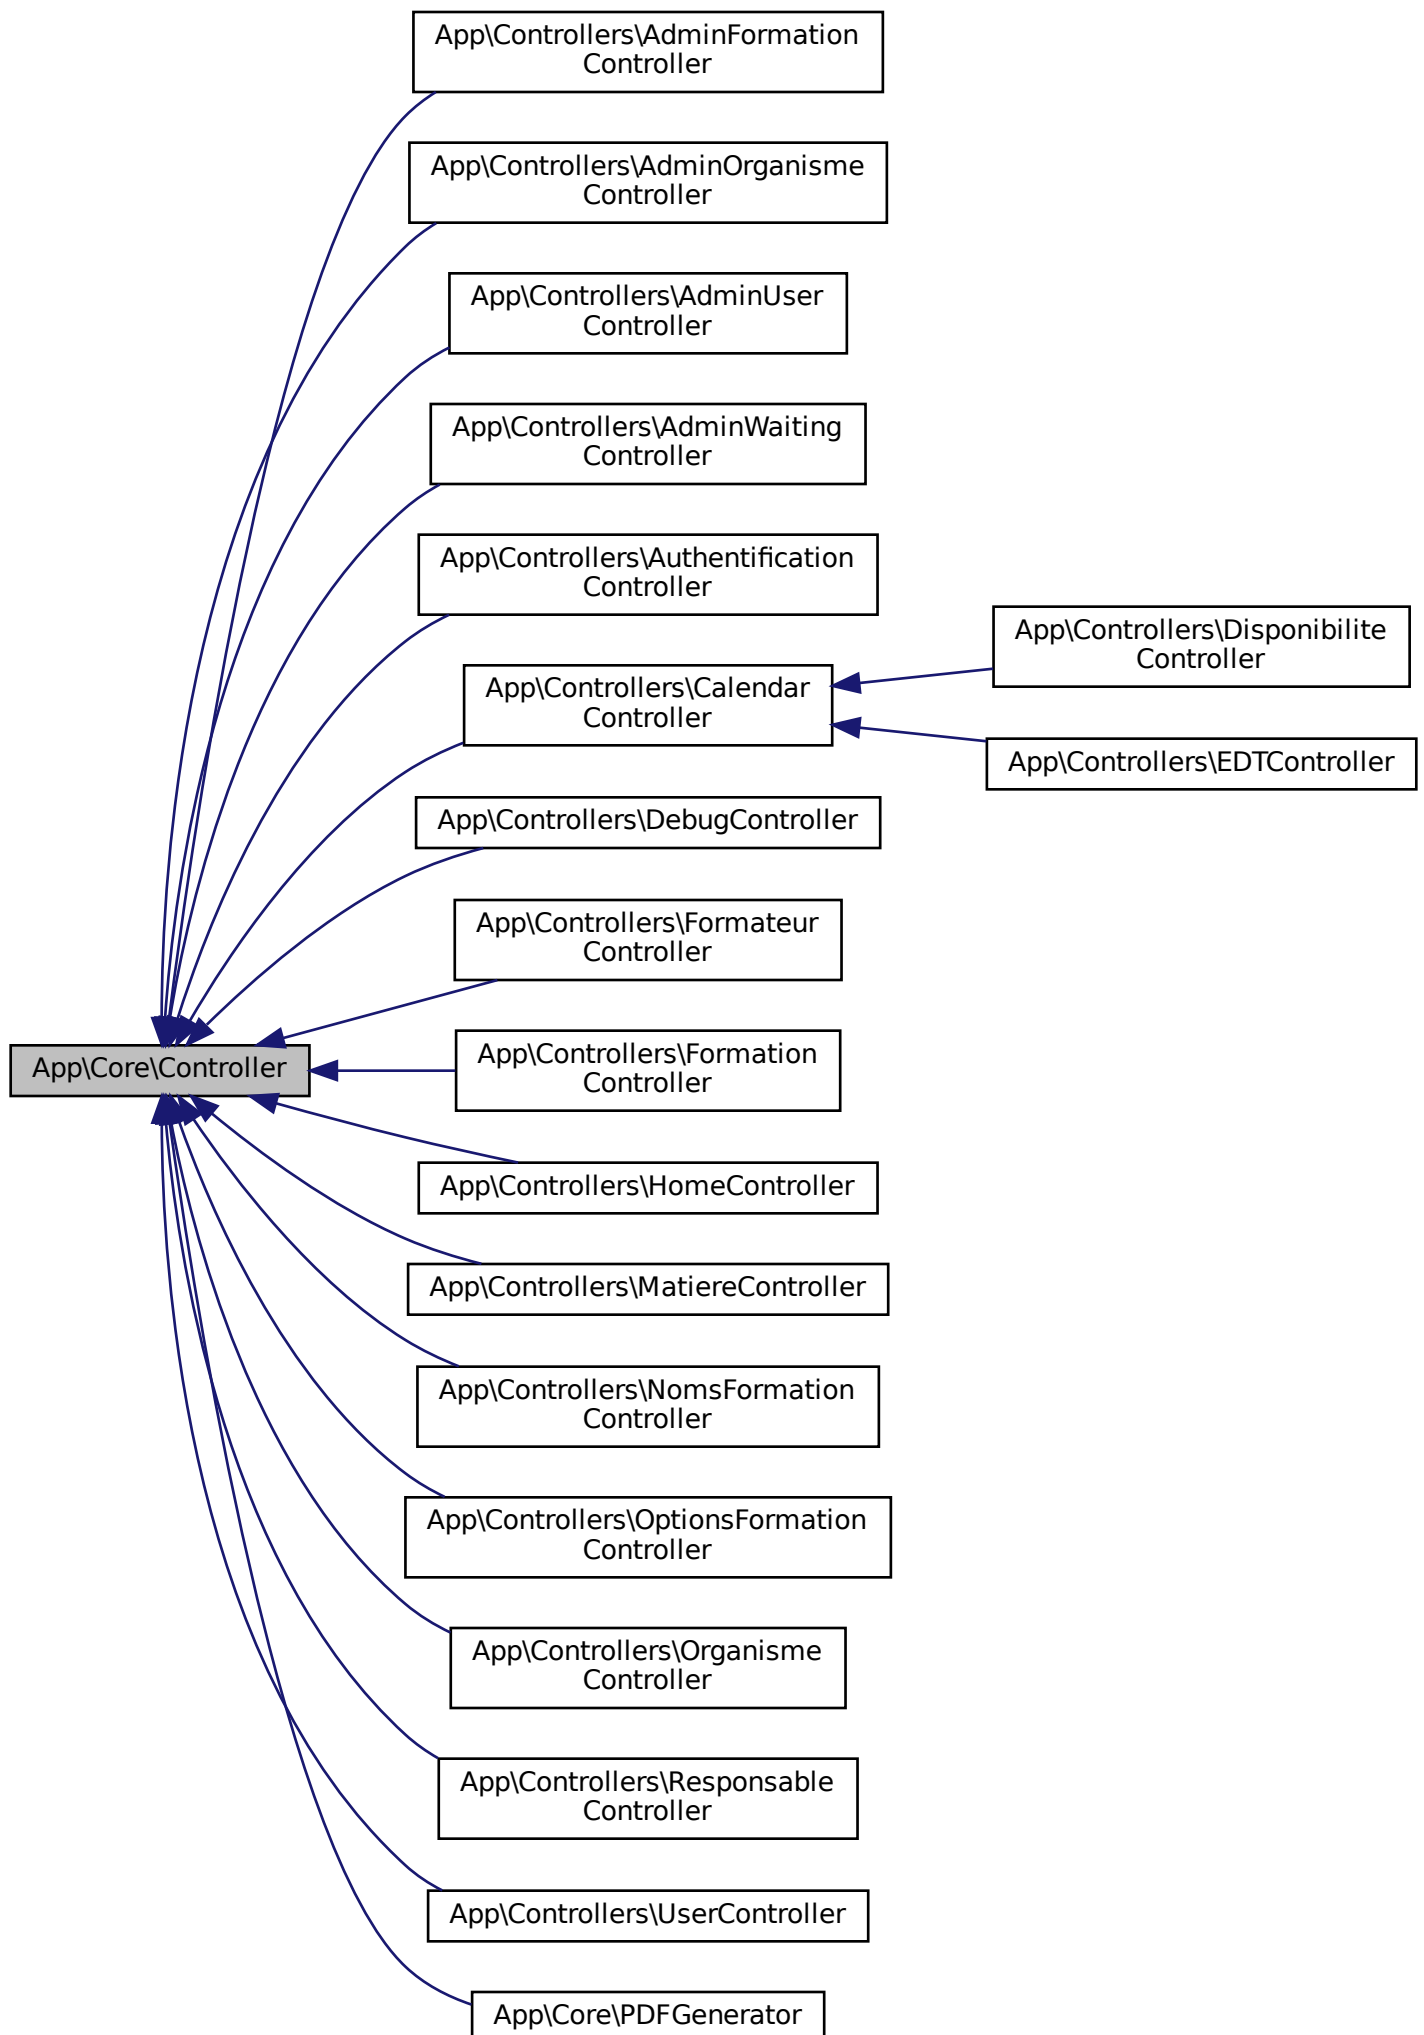 App\Controllers\AdminFormation
Controller
App\Controllers\AdminOrganisme
Controller
App\Controllers\AdminUser
Controller
App\Controllers\AdminWaiting
Controller
App\Controllers\Authentification
Controller
App\Controllers\Disponibilite
Controller
App\Controllers\Calendar
Controller
App\Controllers\EDTController
App\Controllers\DebugController
App\Controllers\Formateur
Controller
App\Core\Controller
App\Controllers\Formation
Controller
App\Controllers\HomeController
App\Controllers\MatiereController
App\Controllers\NomsFormation
Controller
App\Controllers\OptionsFormation
Controller
App\Controllers\Organisme
Controller
App\Controllers\Responsable
Controller
App\Controllers\UserController
App\Core\PDFGenerator